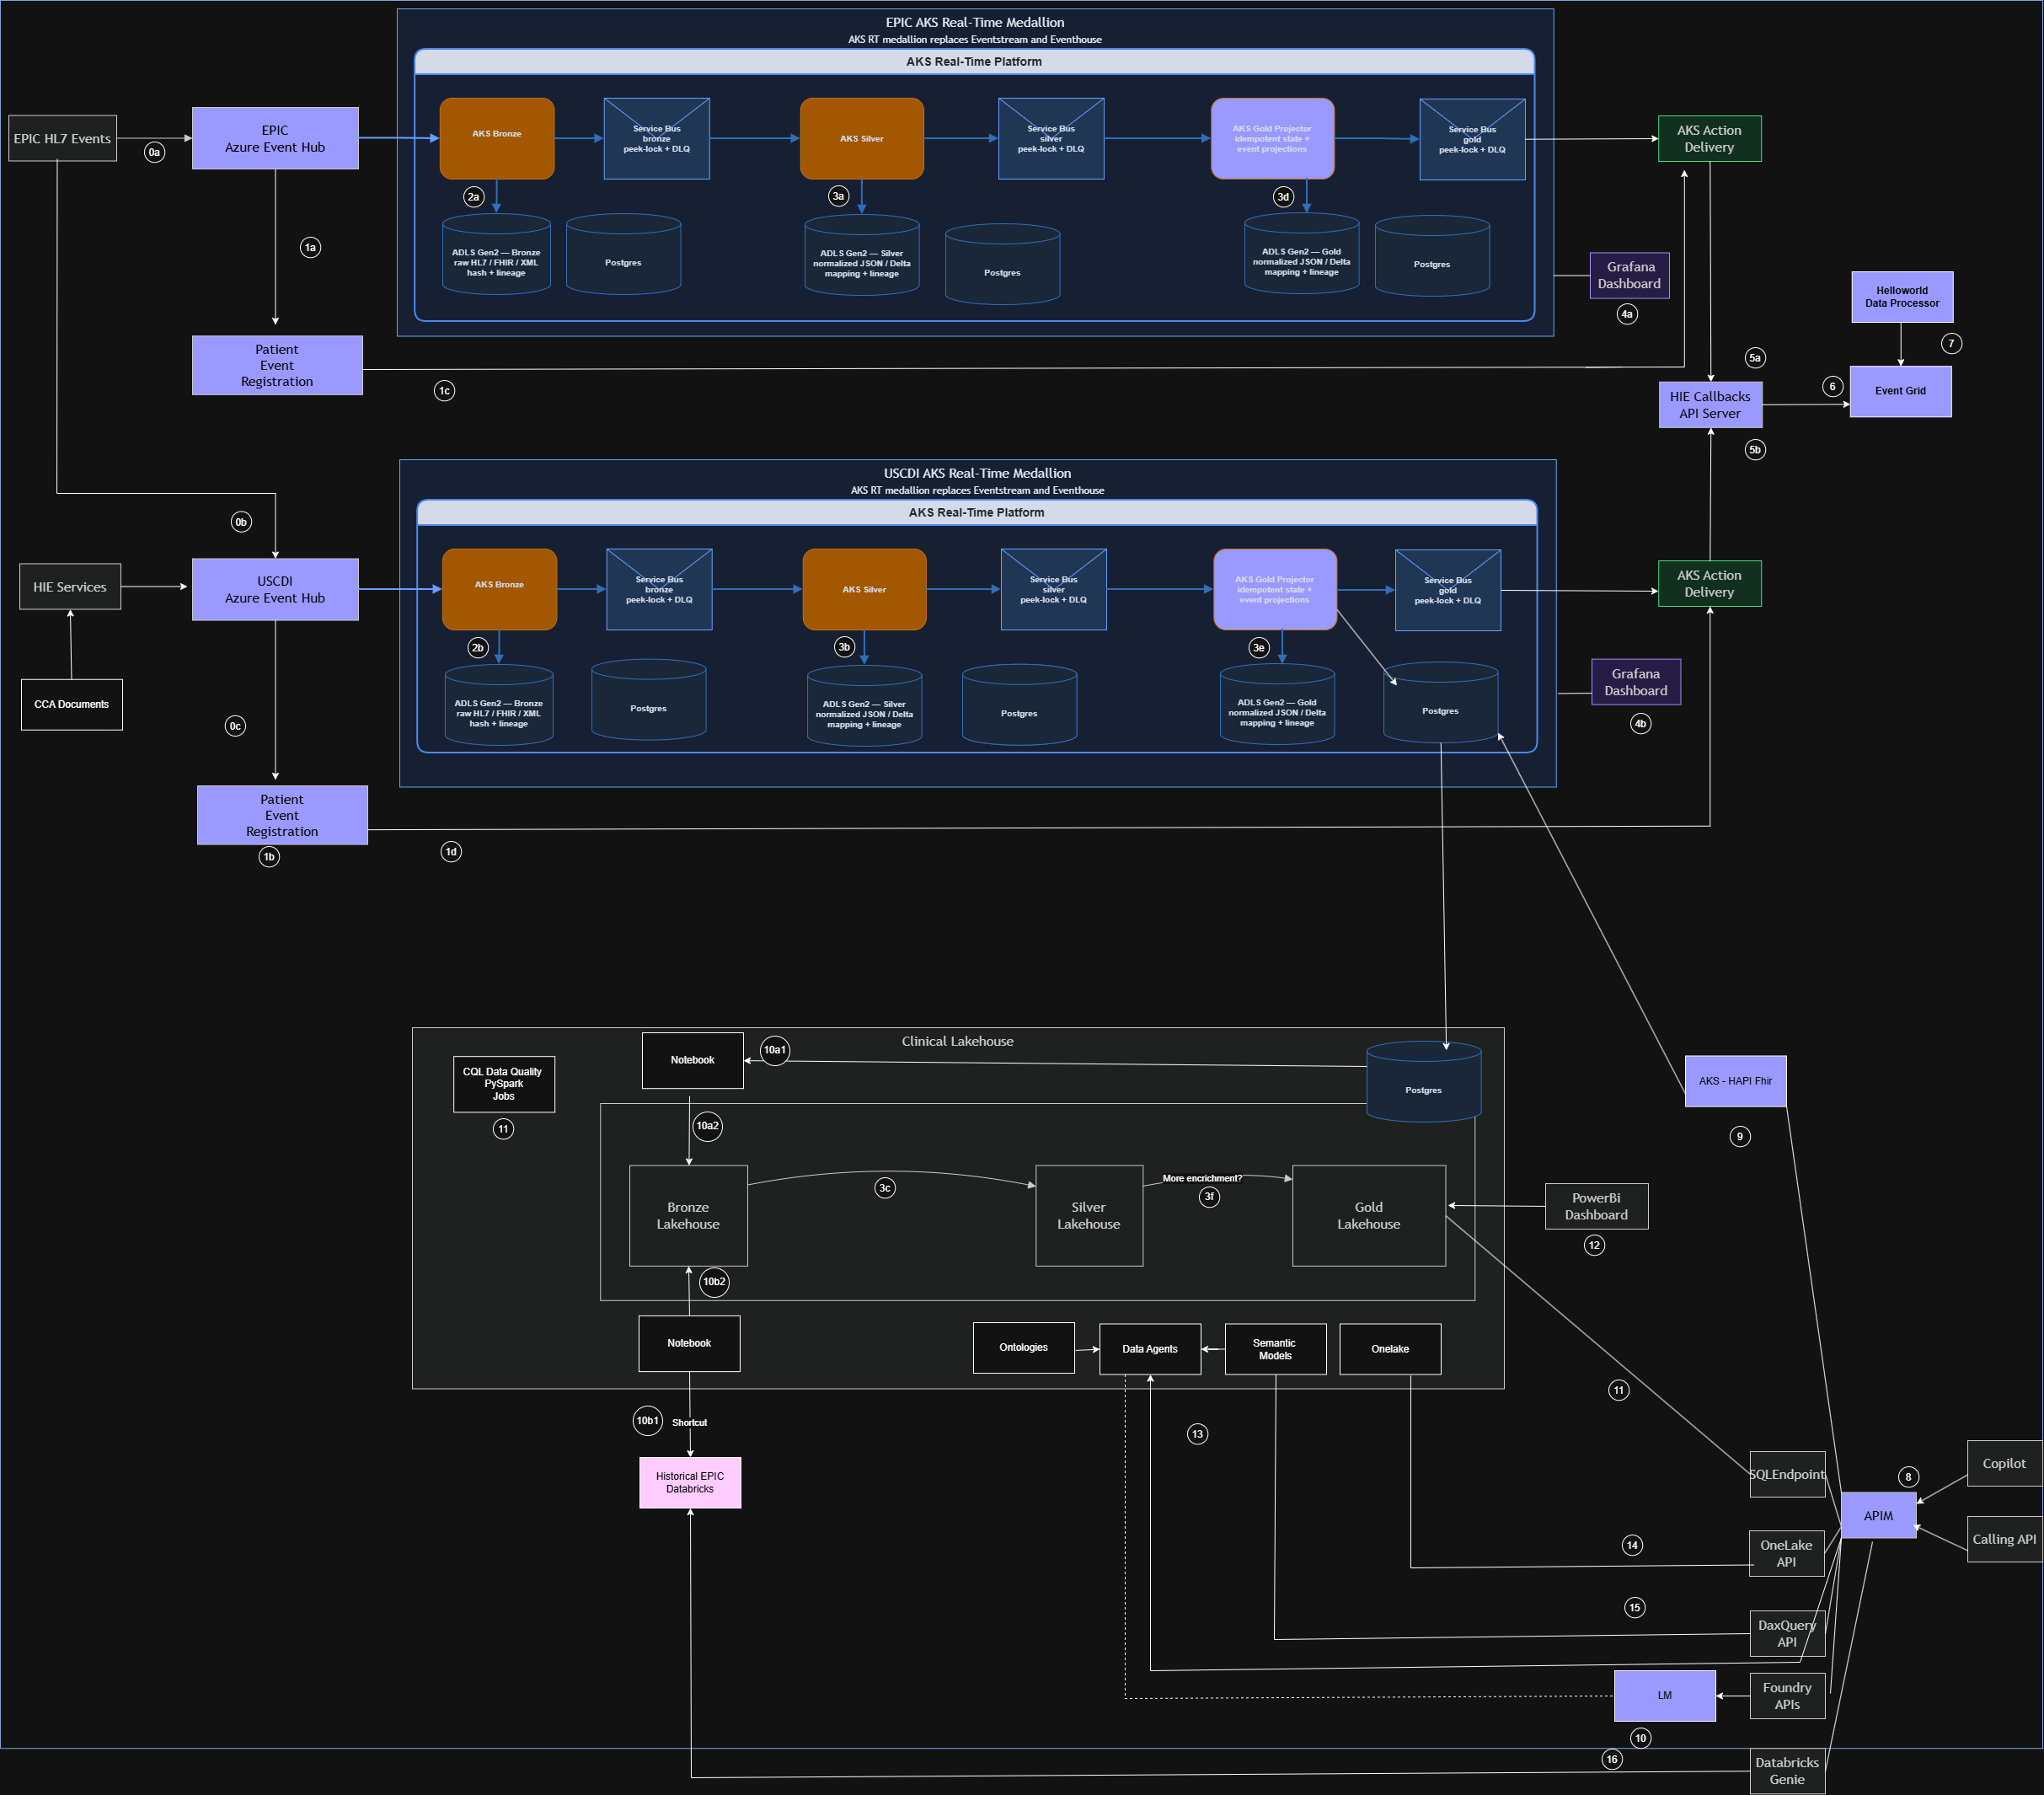 EPIC AKS Real-Time Medallion
AKS RT medallion replaces Eventstream and Eventhouse
AKS Real-Time Platform
EPIC HL7 Events
0a
EPIC
Azure Event Hub
AKS Bronze
Service Bus
bronze
peek-lock + DLQ
AKS Silver
Service Bus
silver
peek-lock + DLQ
AKS Gold Projector
idempotent state +
event projections
Service Bus
gold
peek-lock + DLQ
AKS Action
Delivery
2a
3a
3d
1a
ADLS Gen2 — Bronze
raw HL7 / FHIR / XML
hash + lineage
Postgres
ADLS Gen2 — Silver
normalized JSON / Delta
mapping + lineage
Postgres
ADLS Gen2 — Gold
normalized JSON / Delta
mapping + lineage
Postgres
Grafana
Dashboard
4a
Helloworld
Data Processor
7
Patient
Event
Registration
1c
5a
6
HIE Callbacks
API Server
Event Grid
5b
USCDI AKS Real-Time Medallion
AKS RT medallion replaces Eventstream and Eventhouse
AKS Real-Time Platform
0b
HIE Services
USCDI
Azure Event Hub
AKS Bronze
Service Bus
bronze
peek-lock + DLQ
AKS Silver
Service Bus
silver
peek-lock + DLQ
AKS Gold Projector
idempotent state +
event projections
Service Bus
gold
peek-lock + DLQ
AKS Action
Delivery
2b
3b
3e
CCA Documents
0c
ADLS Gen2 — Bronze
raw HL7 / FHIR / XML
hash + lineage
Postgres
ADLS Gen2 — Silver
normalized JSON / Delta
mapping + lineage
Postgres
ADLS Gen2 — Gold
normalized JSON / Delta
mapping + lineage
Postgres
Grafana
Dashboard
4b
Patient
Event
Registration
1b
1d
Clinical Lakehouse
CQL Data Quality
PySpark
Jobs
11
Notebook
10a1
Postgres
AKS - HAPI Fhir
9
10a2
Bronze
Lakehouse
3c
Silver
Lakehouse
More encrichment?
3f
Gold
Lakehouse
PowerBi
Dashboard
12
10b2
Notebook
Ontologies
Data Agents
Semantic
Models
Onelake
10b1
Shortcut
13
11
Historical EPIC
Databricks
SQLEndpoint
8
Copilot
APIM
Calling API
14
OneLake
API
15
DaxQuery
API
LM
Foundry
APIs
10
16
Databricks
Genie